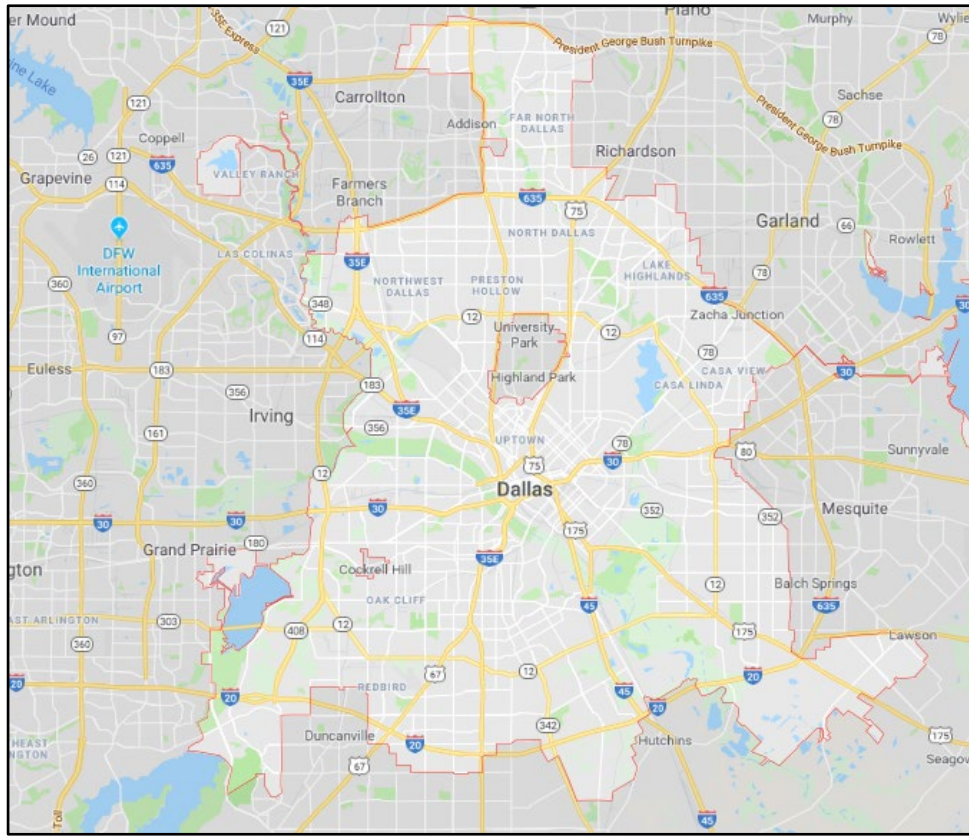 er Mound
35E Express
121
Plano
Murphy
Wylie
78
President George Bush Turnpike
35E
35E
Carrollton
Addison
FAR NORTH
DALLAS
Sachse
78
President George Bush Turnpike
ine Lake
121
Coppell
26
121
635
Grapevine
114
VALLEY RANCH
Farmers
Branch
Richardson
635
75
NORTH DALLAS
Garland
66
Rowlett
DFW
International
Airport
LAS COLINAS
35E
NORTHWEST
DALLAS
PRESTON
HOLLOW
LAKE
HIGHLANDS
78
635
30
360
348
12
12
Zacha Junction
97
114
University
Park
78
Euless
183
183
Highland Park
CASA VIEW
CASA LINDA
30
356
Irving
35E
356
161
UPTOWN
78
80
Sunnyvale
12
75
30
360
Dallas
30
30
30
352
352
Mesquite
175
Grand Prairie
180
35E
gton
Cockrell Hill
12
Balch Springs
OAK CLIFF
45
635
EAST ARLINGTON
303
408
12
175
Lawson
360
67
12
20
20
REDBIRD
20
45
20
342
Duncanville
20
Hutchins
175
HEAST
NGTON
67
Seagov
Toll
45